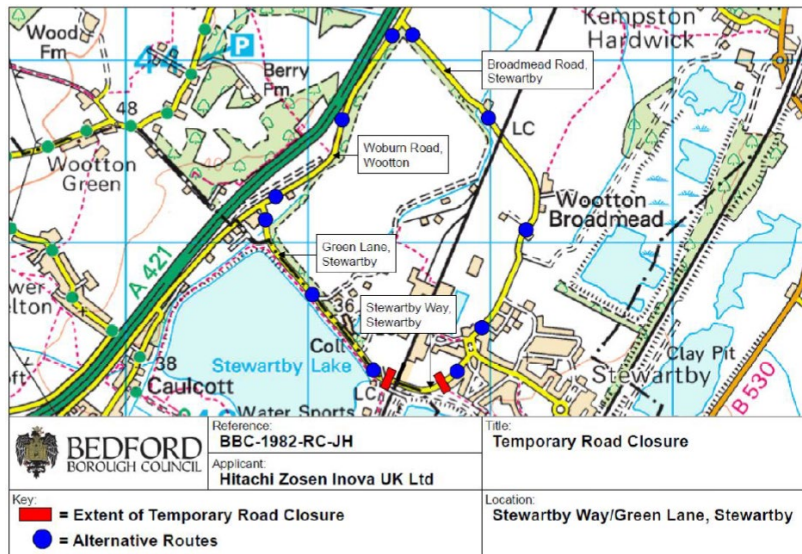 Wood
Fm
P
Berry
Fm
48
40
Wootton
Green
Broadmead Road,
Stewartby
Kempston
Hardwick
LC
Woburn Road,
Wootton
Wootton
Broadmead
A 421
Green Lane,
Stewartby
36
Stewartby Way,
Stewartby
Coll
38
Caulcott
Stewartby Lake
LC
Water Sports
Stewartby
Clay Pit
B 530
BEDFORD
BOROUGH COUNCIL
Reference:
BBC-1982-RC-JH
Applicant:
Hitachi Zosen Inova UK Ltd
Title:
Temporary Road Closure
Key:
= Extent of Temporary Road Closure
= Alternative Routes
Location:
Stewartby Way/Green Lane, Stewartby